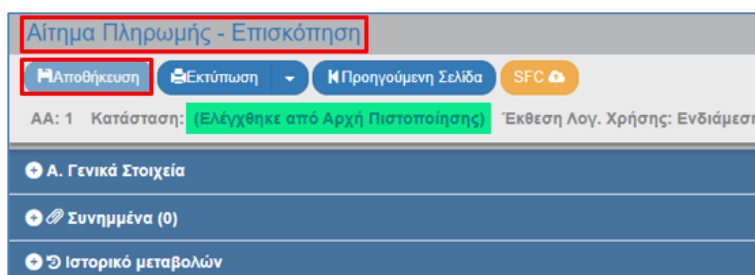 Αίτημα Πληρωμής - Επισκόπηση
Αποθήκευση Εκτύπωση Προηγούμενη Σελίδα SFC
ΑΑ: 1 Κατάσταση: (Ελέγχθηκε από Αρχή Πιστοποίησης) Έκθεση Λογ. Χρήσης: Ενδιάμεση
Α. Γενικά Στοιχεία
Συνημμένα (0)
Ιστορικό μεταβολών